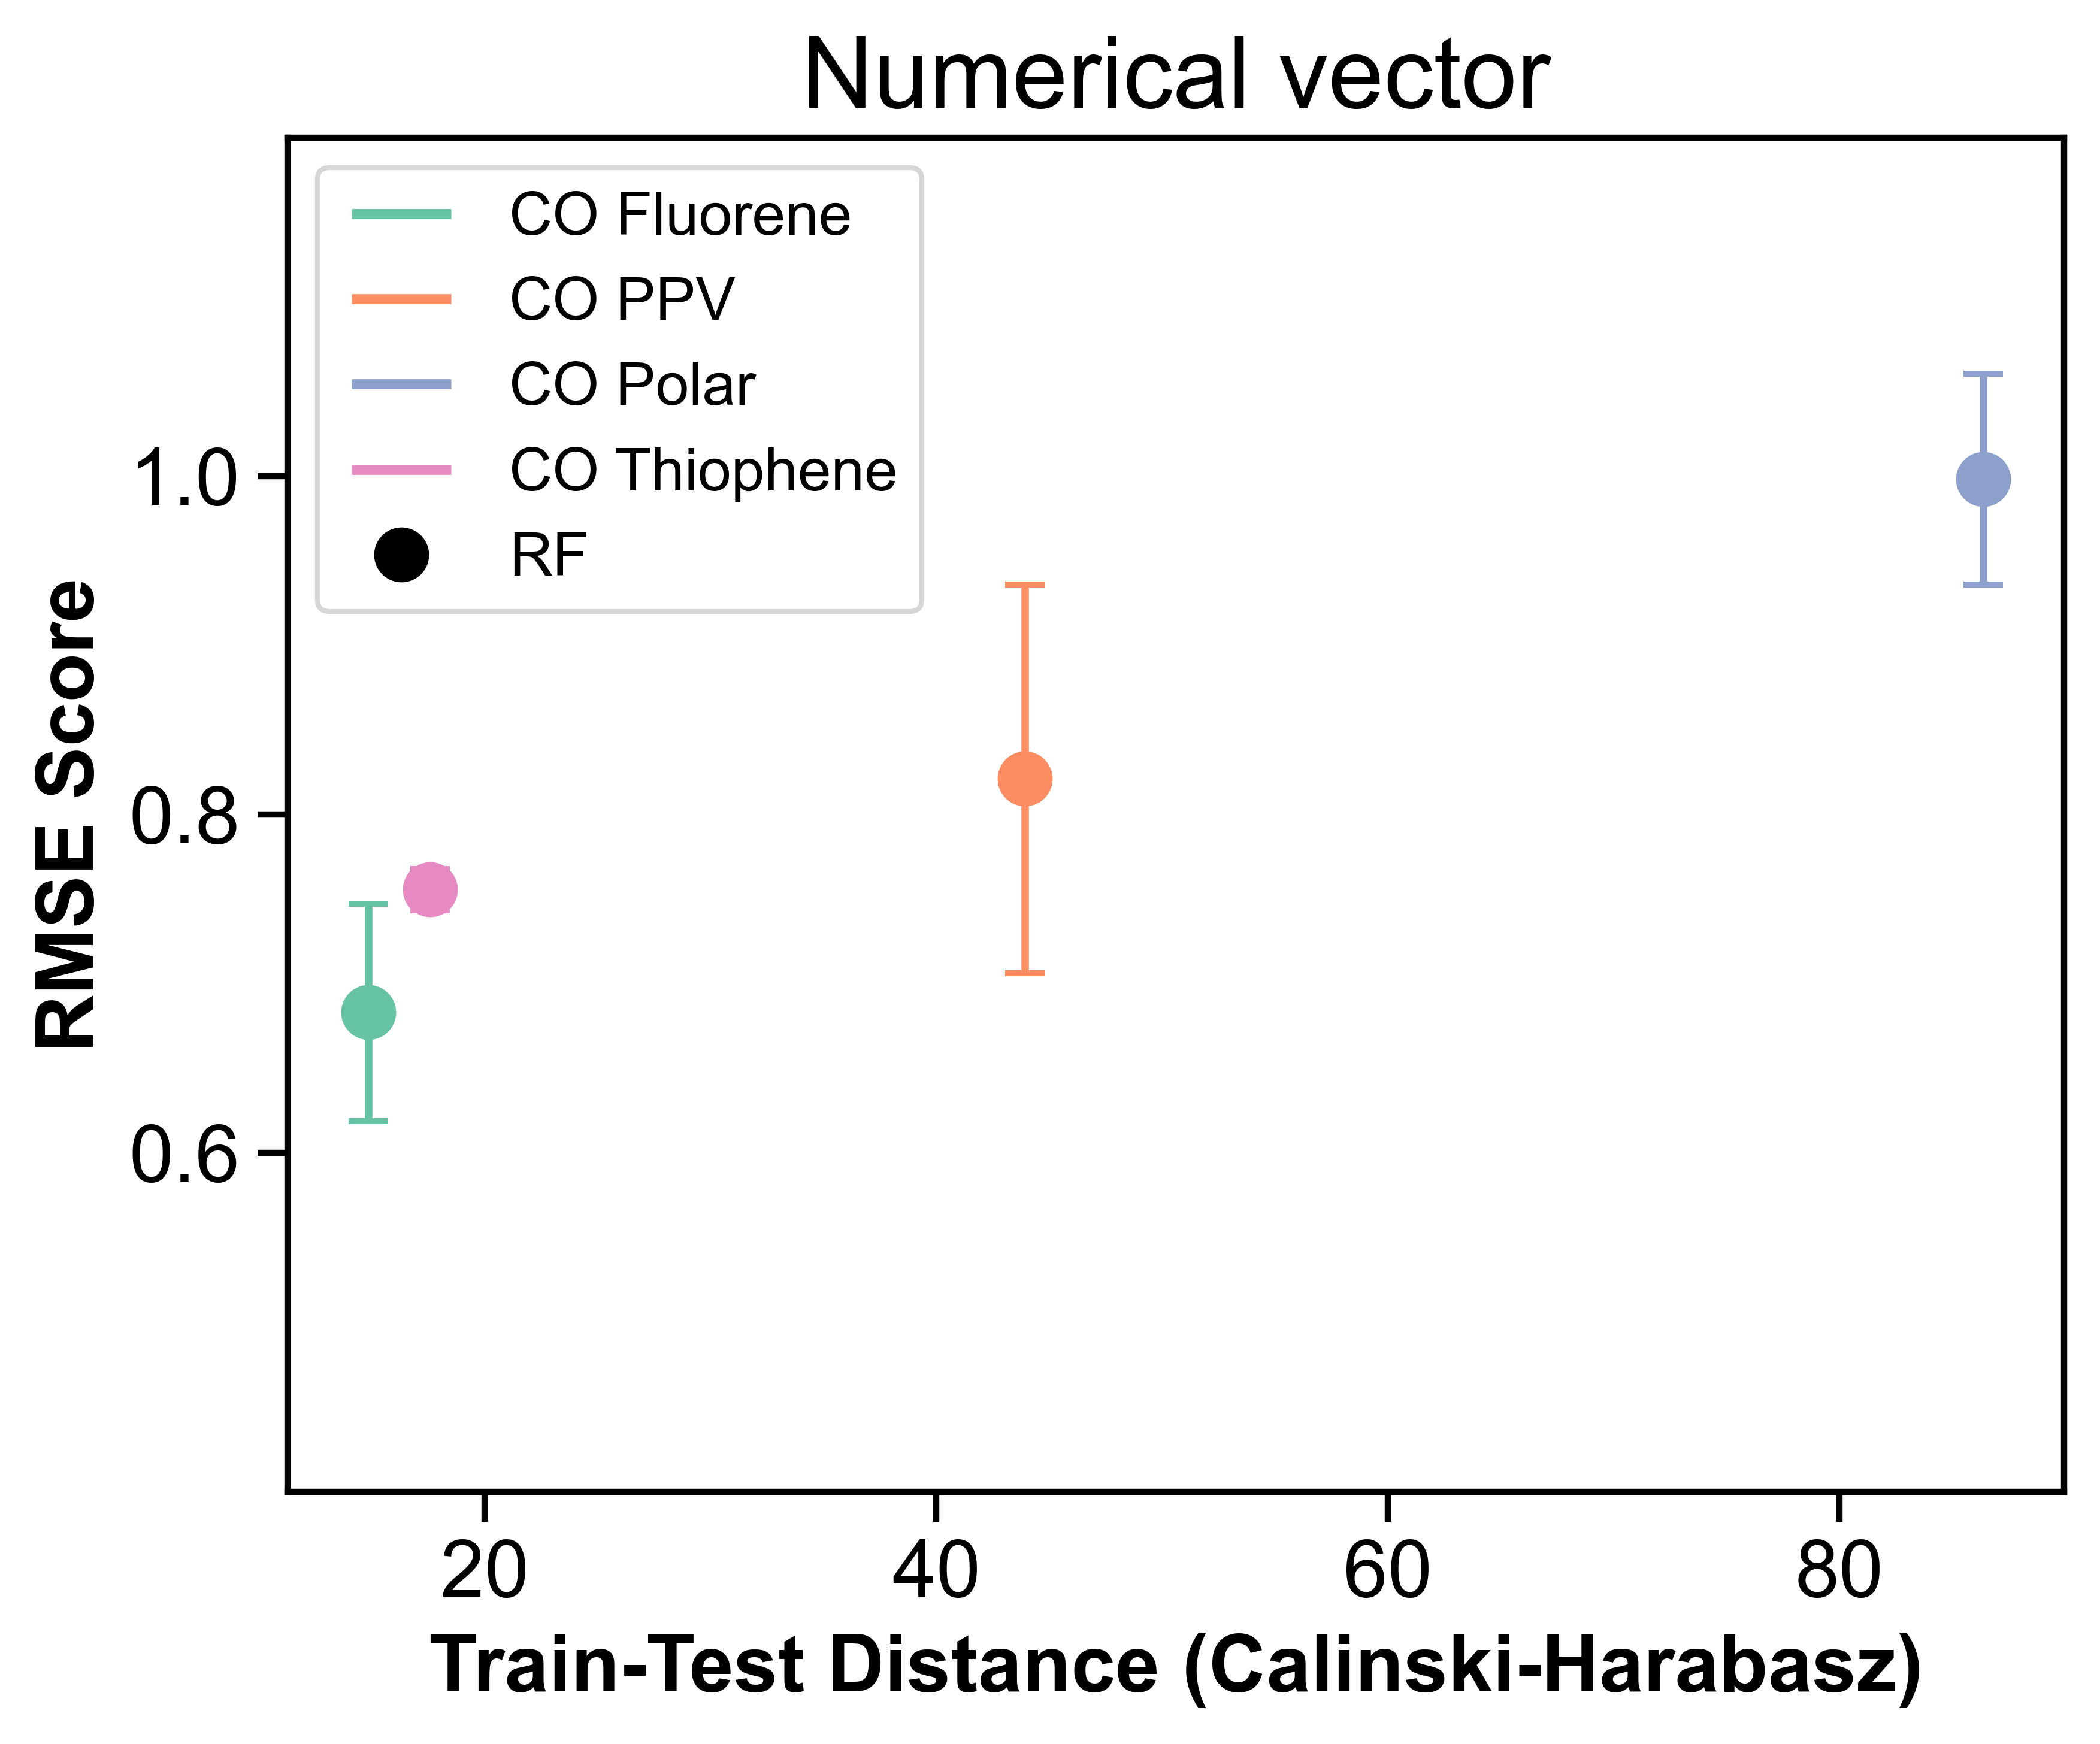 Numerical vector
CO Fluorene
CO PPV
CO Polar
CO Thiophene
RF
RMSE Score
1.0
0.8
0.6
20 40 60 80
Train-Test Distance (Calinski-Harabasz)